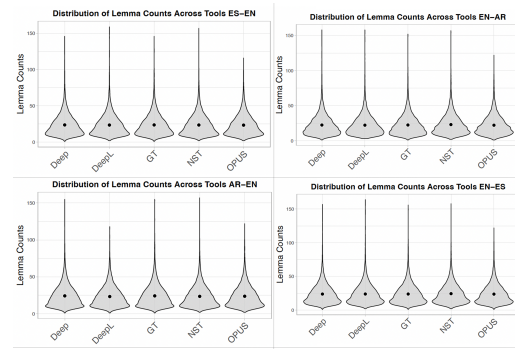 Distribution of Lemma Counts Across Tools ES–EN
Lemma Counts
150
100
50
0
Deep
DeepL
GT
NST
OPUS
Distribution of Lemma Counts Across Tools EN–AR
Lemma Counts
150
100
50
0
Deep
DeepL
GT
NST
OPUS
Distribution of Lemma Counts Across Tools AR–EN
Lemma Counts
150
100
50
0
Deep
DeepL
GT
NST
OPUS
Distribution of Lemma Counts Across Tools EN–ES
Lemma Counts
150
100
50
0
Deep
DeepL
GT
NST
OPUS